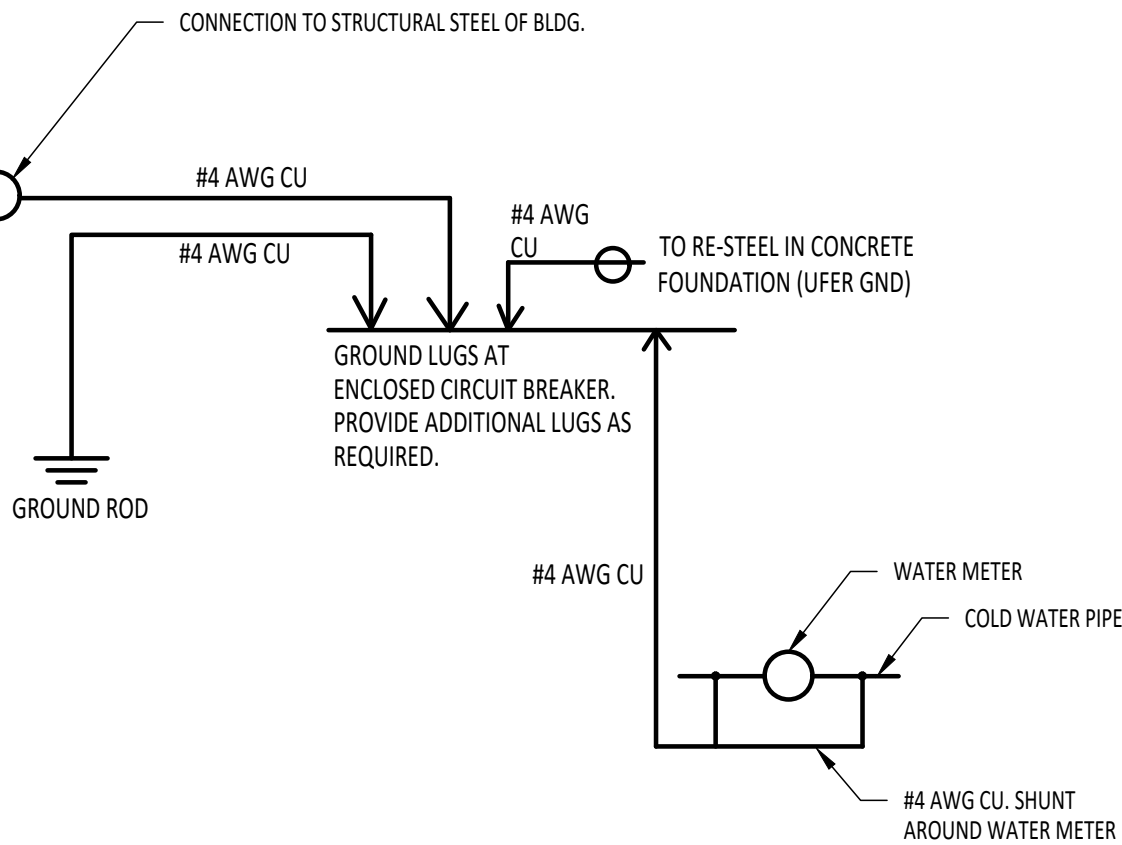 CONNECTION TO STRUCTURAL STEEL OF BLDG.
#4 AWG CU
#4 AWG CU
#4 AWG
CU
TO RE-STEEL IN CONCRETE
FOUNDATION (UFER GND)
GROUND LUGS AT
ENCLOSED CIRCUIT BREAKER.
PROVIDE ADDITIONAL LUGS AS
REQUIRED.
GROUND ROD
#4 AWG CU
WATER METER
COLD WATER PIPE
#4 AWG CU. SHUNT
AROUND WATER METER